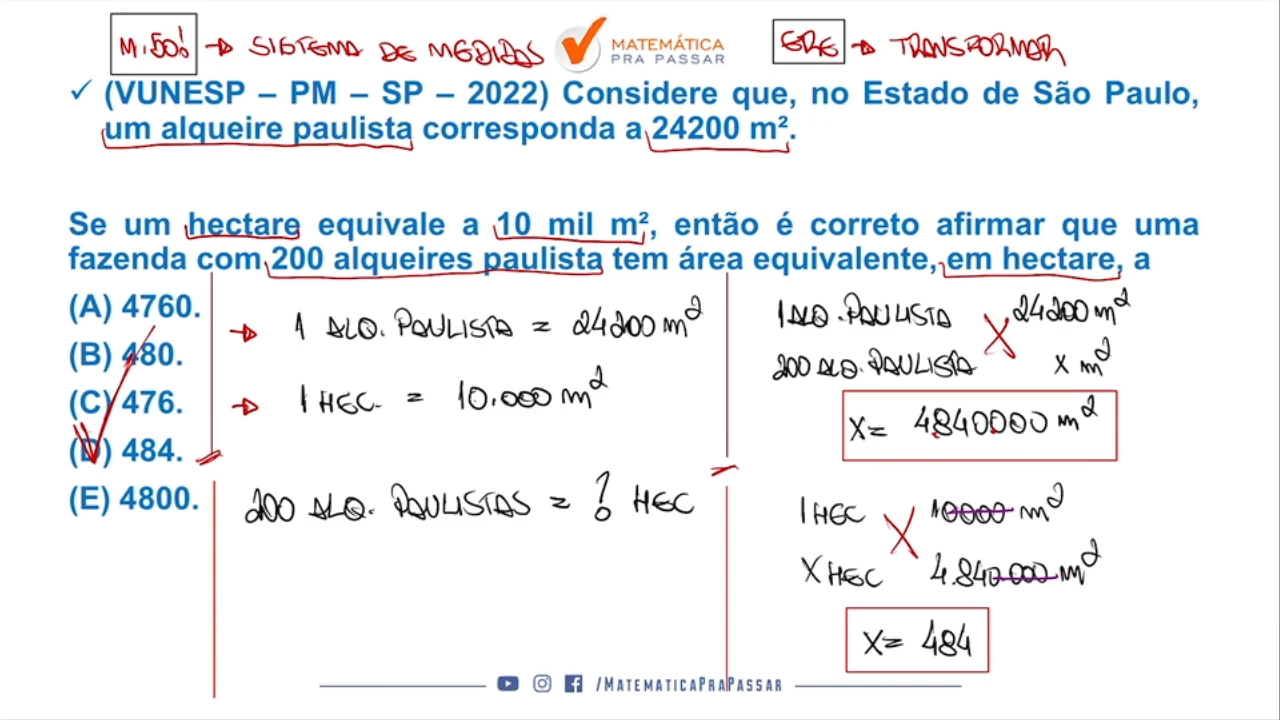 M.50! → SISTEMA DE MEDIDAS
MATEMÁTICA
PRA PASSAR
→ TRANSFORMAR
✓ (VUNESP – PM – SP – 2022) Considere que, no Estado de São Paulo,
um alqueire paulista corresponda a 24200 m².
Se um hectare equivale a 10 mil m², então é correto afirmar que uma
fazenda com 200 alqueires paulista tem área equivalente, em hectare, a
(A) 4760.
(B) 480.
(C) 476.
(D) 484.
(E) 4800.
→ 1 ALQ. PAULISTA = 24200 m²
→ 1 HEC. = 10.000 m²
200 ALQ. PAULISTAS = ? HEC
1 ALQ. PAULISTA 24200 m²
200 ALQ. PAULISTA X m²
X = 4.840.000 m²
1 HEC 10000 m²
X HEC 4.840.000 m²
X = 484
/MATEMATICAPRAPASSAR